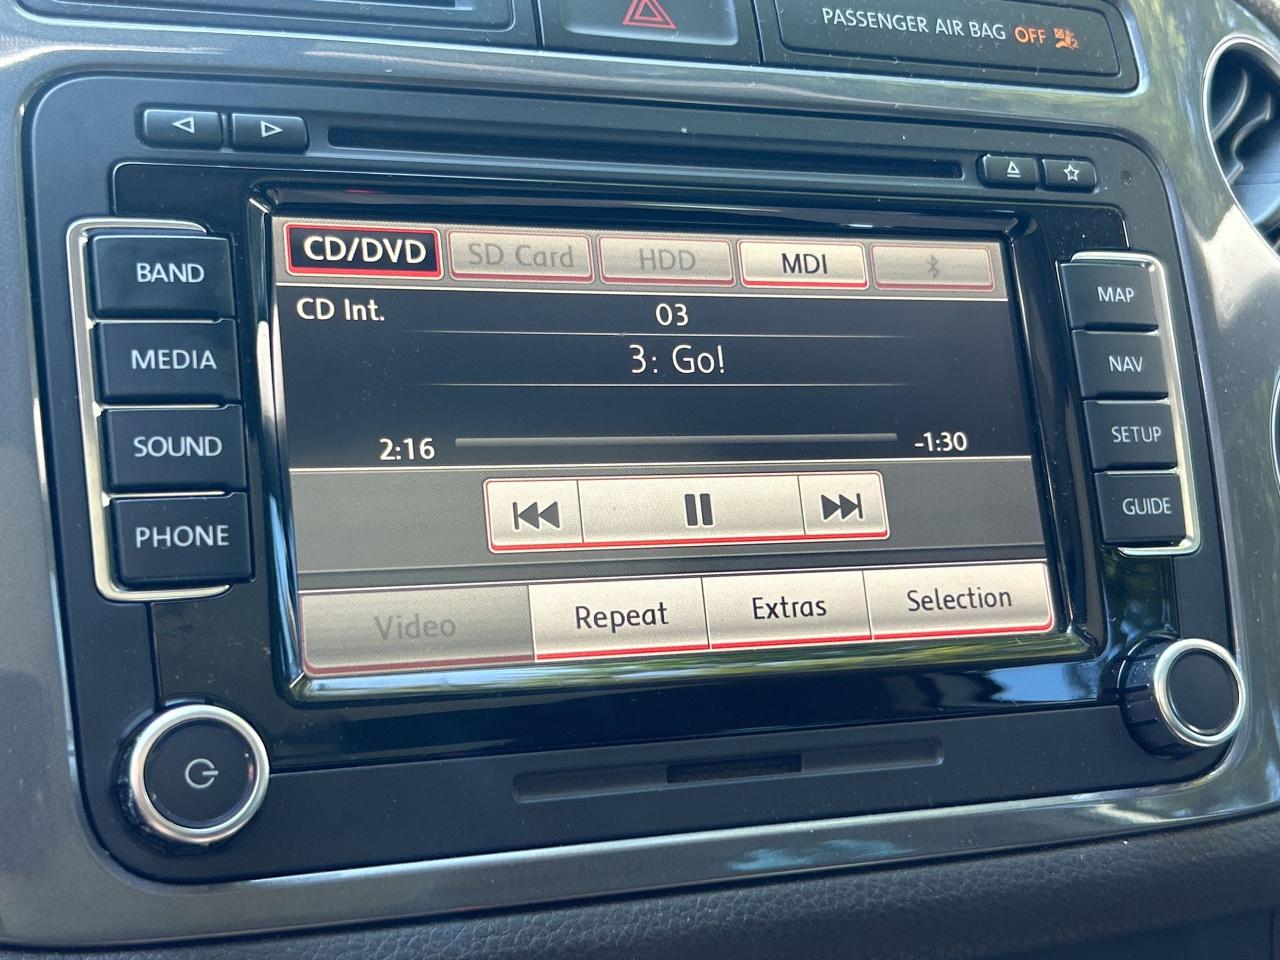 PASSENGER AIR BAG OFF
BAND
MEDIA
SOUND
PHONE
CD/DVD SD Card HDD MDI
CD Int. 03
3: Go!
2:16 -1:30
Video Repeat Extras Selection
MAP
NAV
SETUP
GUIDE